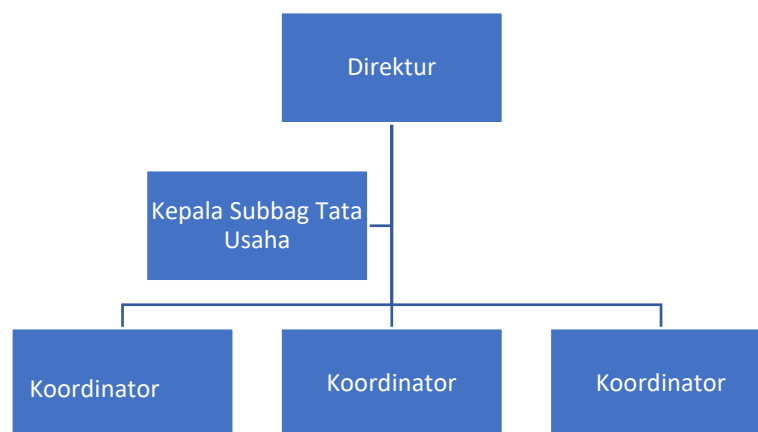 Direktur
Kepala Subbag Tata
Usaha
Koordinator
Koordinator
Koordinator